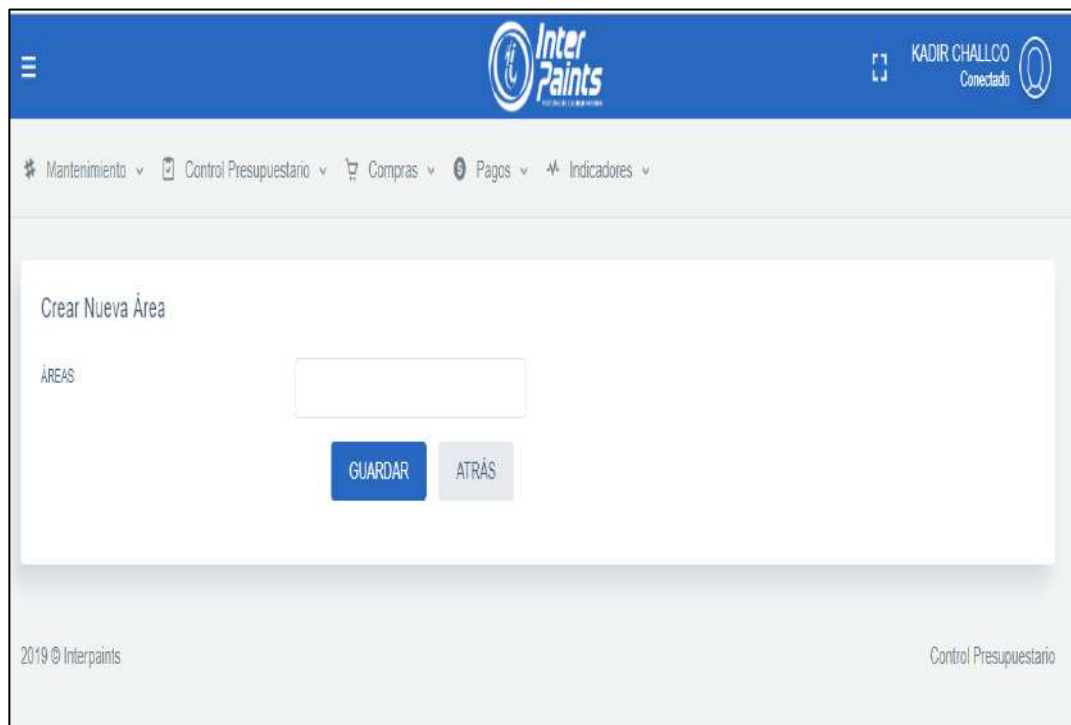 Inter
Paints
KADIR CHALLCO
Conectado
Mantenimiento
Control Presupuestario
Compras
Pagos
Indicadores
Crear Nueva Área
ÁREAS
GUARDAR
ATRÁS
2019 © Interpaints
Control Presupuestario